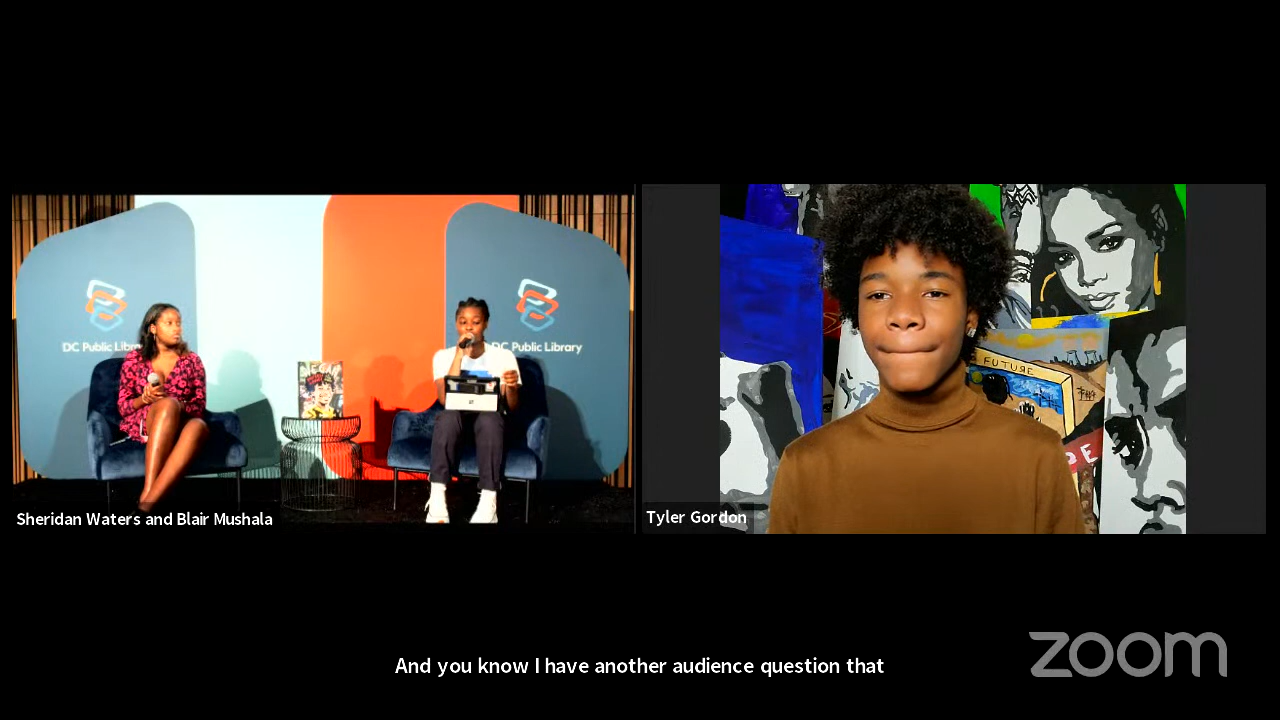 DC Public Libra
DC Public Library
Sheridan Waters and Blair Mushala
FUTURE
Tyler Gordon
And you know I have another audience question that
zoom